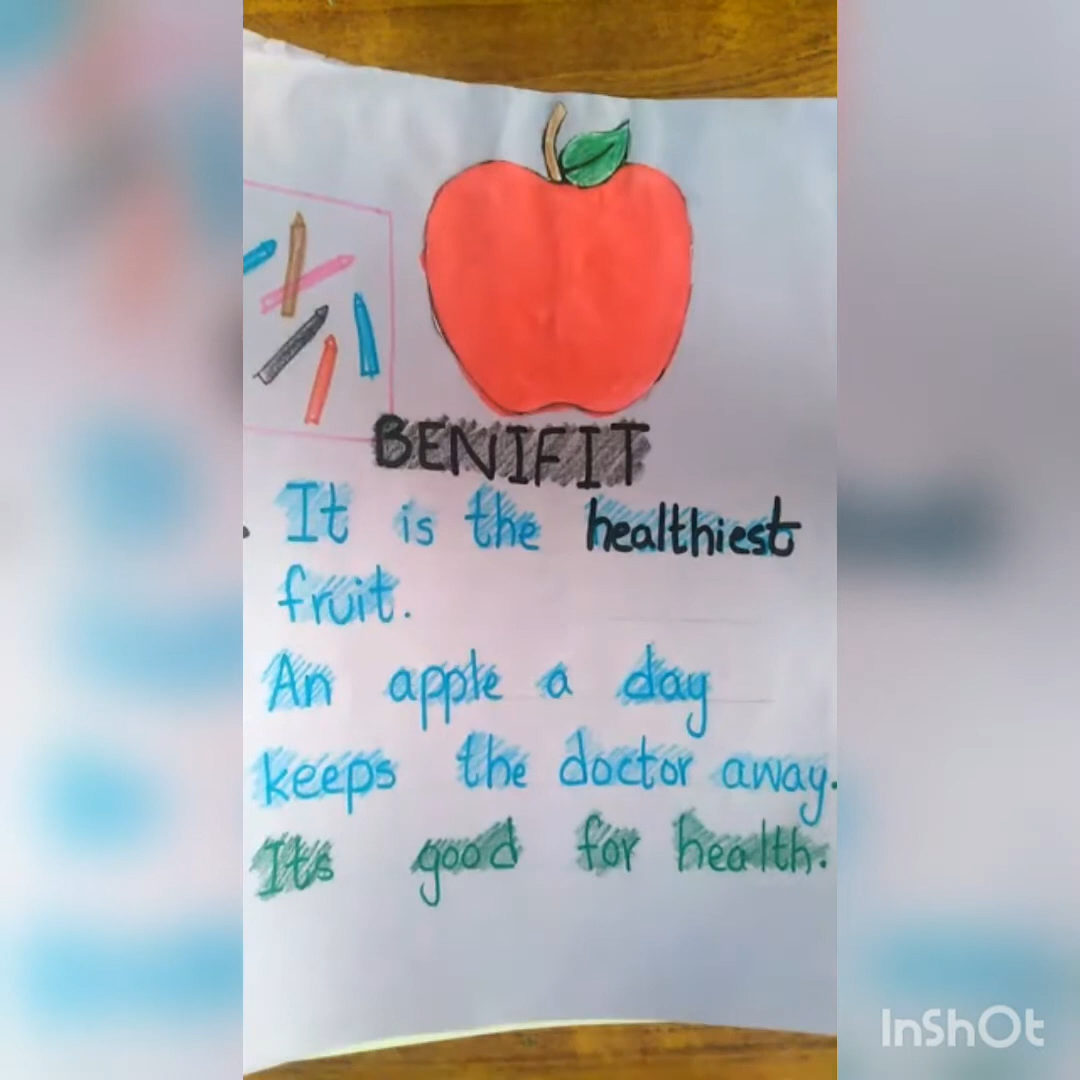 BENIFIT
It is the healthiest
fruit.
An apple a day
keeps the doctor away.
Its good for health.
InShOt